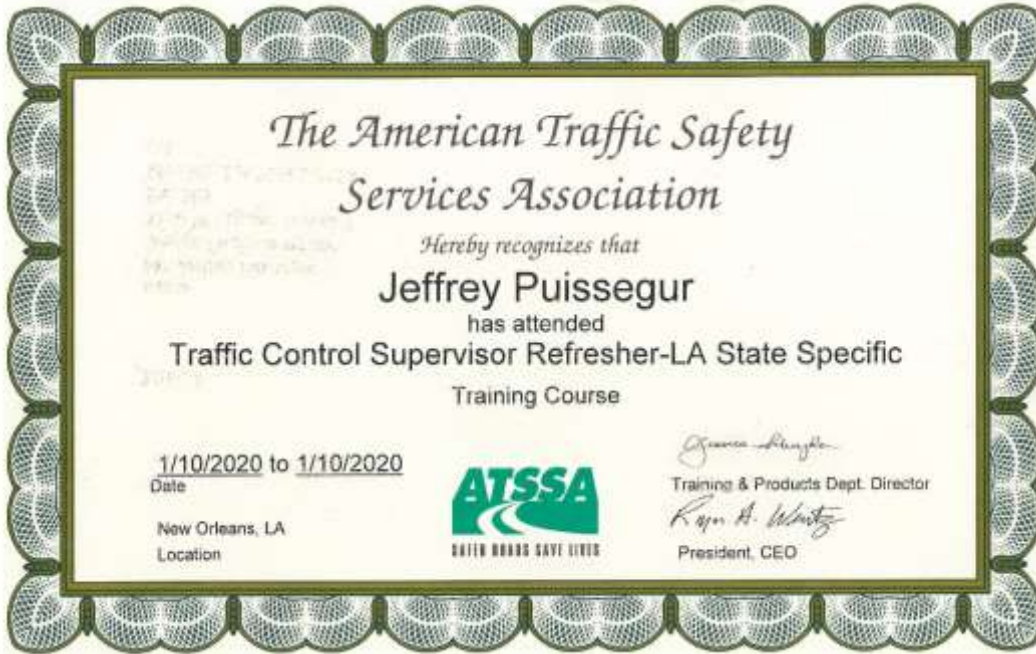 The American Traffic Safety
Services Association
Hereby recognizes that
Jeffrey Puissegur
has attended
Traffic Control Supervisor Refresher-LA State Specific
Training Course
1/10/2020 to 1/10/2020
Date
New Orleans, LA
Location
ATSSA
SAFER ROADS SAVE LIVES
Training & Products Dept. Director
President, CEO